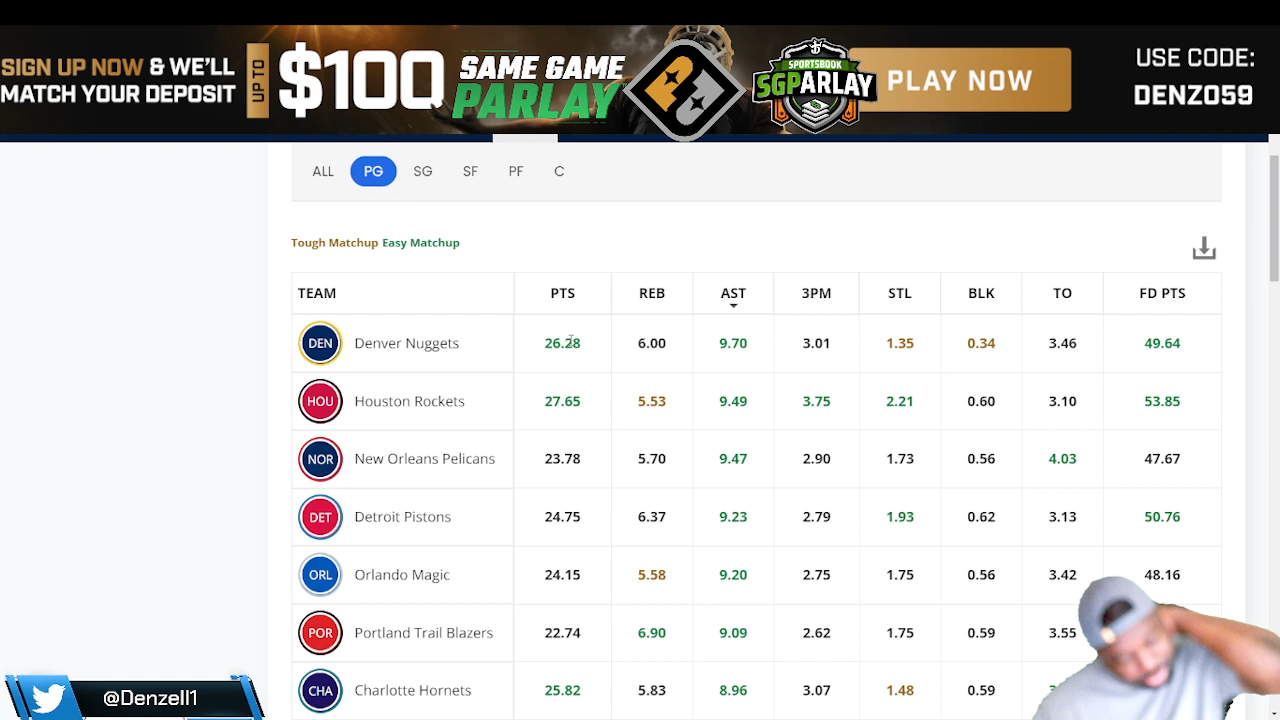 SIGN UP NOW & WE'LL
MATCH YOUR DEPOSIT
UP TO
$100
SAME GAME
PARLAY
SPORTSBOOK
SGPARLAY
PLAY NOW
USE CODE:
DENZO59
ALL PG SG SF PF C
Tough Matchup Easy Matchup
TEAM PTS REB AST 3PM STL BLK TO FD PTS
DEN Denver Nuggets 26.28 6.00 9.70 3.01 1.35 0.34 3.46 49.64
HOU Houston Rockets 27.65 5.53 9.49 3.75 2.21 0.60 3.10 53.85
NOR New Orleans Pelicans 23.78 5.70 9.47 2.90 1.73 0.56 4.03 47.67
DET Detroit Pistons 24.75 6.37 9.23 2.79 1.93 0.62 3.13 50.76
ORL Orlando Magic 24.15 5.58 9.20 2.75 1.75 0.56 3.42 48.16
POR Portland Trail Blazers 22.74 6.90 9.09 2.62 1.75 0.59 3.55
CHA Charlotte Hornets 25.82 5.83 8.96 3.07 1.48 0.59
@Denzell1